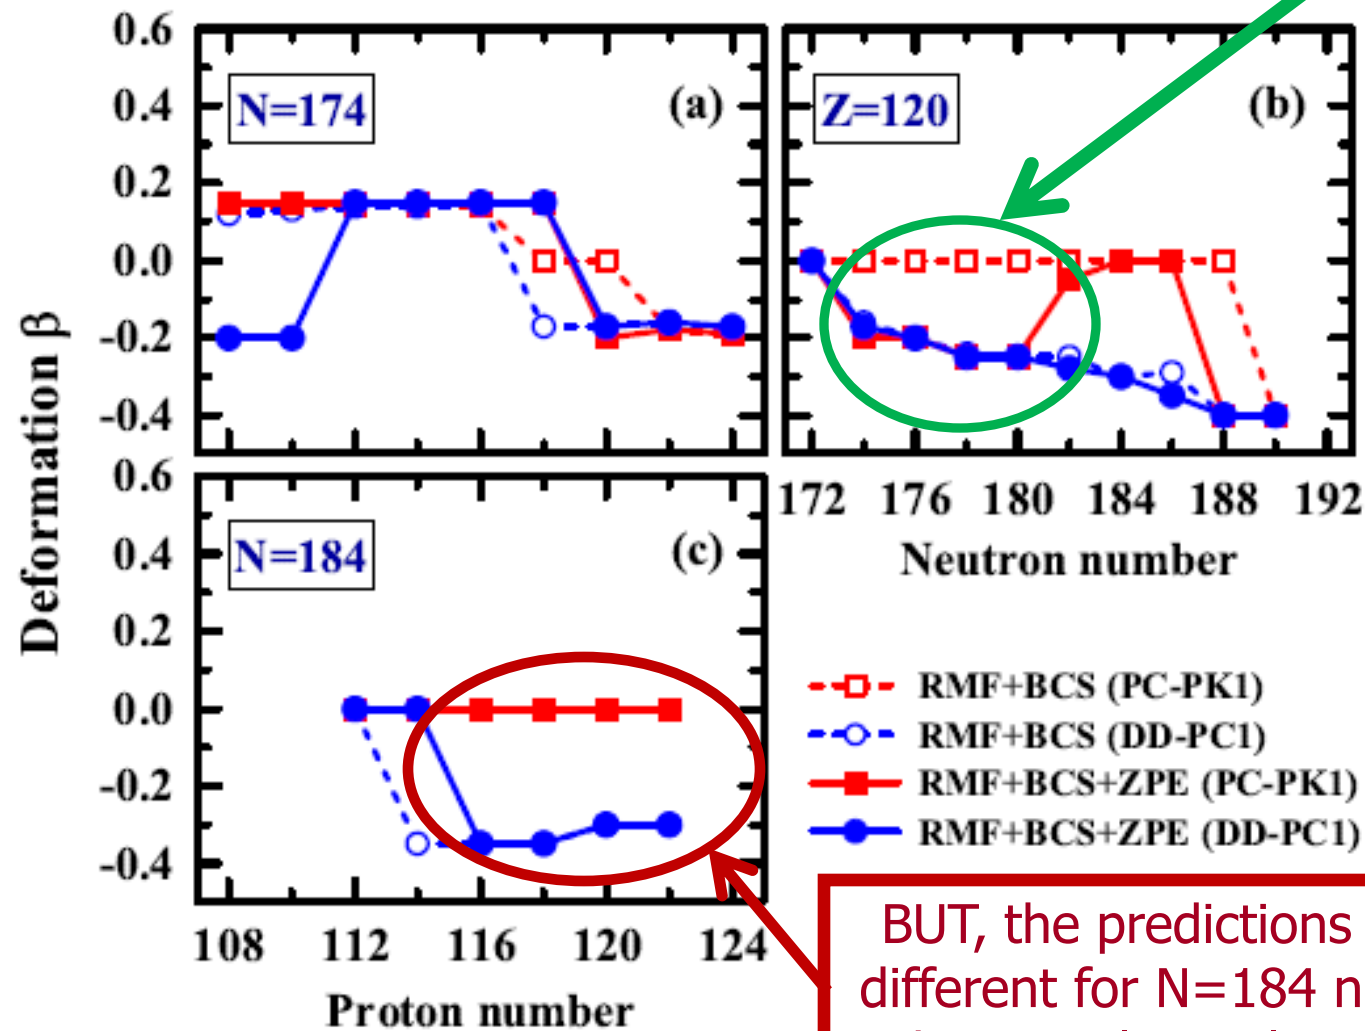 0.6
0.4
0.2
0.0
-0.2
-0.4
N=174
(a)
Z=120
(b)
172 176 180 184 188 192
Neutron number
Deformation β
0.6
0.4
0.2
0.0
-0.2
-0.4
N=184
(c)
108 112 116 120 124
Proton number
RMF+BCS (PC-PK1)
RMF+BCS (DD-PC1)
RMF+BCS+ZPE (PC-PK1)
RMF+BCS+ZPE (DD-PC1)
BUT, the predictions
different for N=184 n